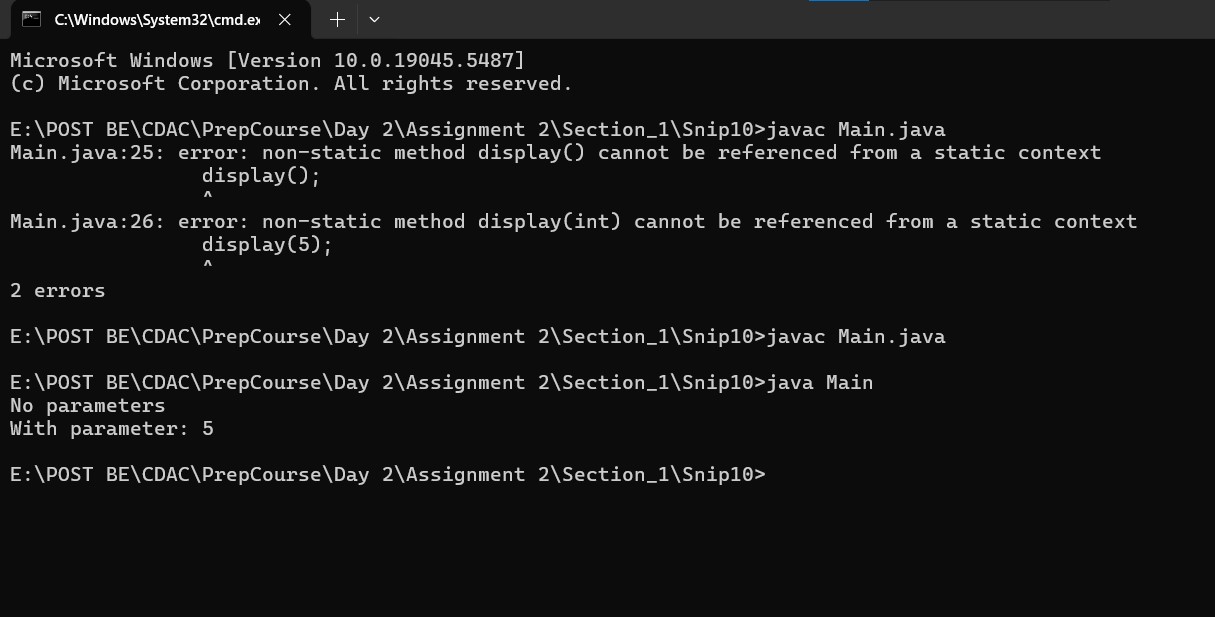 C:\Windows\System32\cmd.ex
Microsoft Windows [Version 10.0.19045.5487]
(c) Microsoft Corporation. All rights reserved.
E:\POST BE\CDAC\PrepCourse\Day 2\Assignment 2\Section_1\Snip10>javac Main.java
Main.java:25: error: non-static method display() cannot be referenced from a static context
                display();
                ^
Main.java:26: error: non-static method display(int) cannot be referenced from a static context
                display(5);
                ^
2 errors
E:\POST BE\CDAC\PrepCourse\Day 2\Assignment 2\Section_1\Snip10>javac Main.java
E:\POST BE\CDAC\PrepCourse\Day 2\Assignment 2\Section_1\Snip10>java Main
No parameters
With parameter: 5
E:\POST BE\CDAC\PrepCourse\Day 2\Assignment 2\Section_1\Snip10>